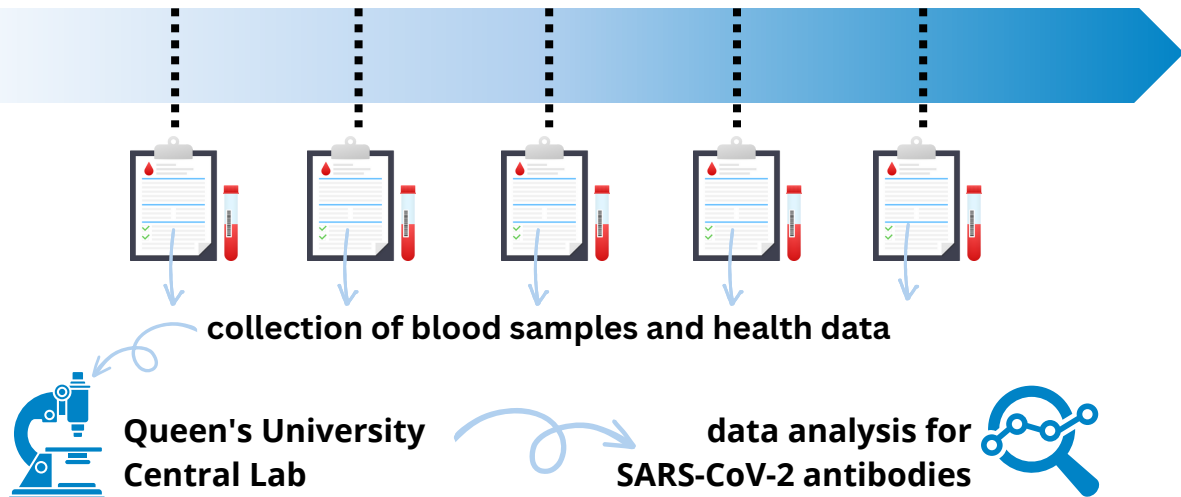 collection of blood samples and health data
Queen's University
Central Lab
data analysis for
SARS-CoV-2 antibodies